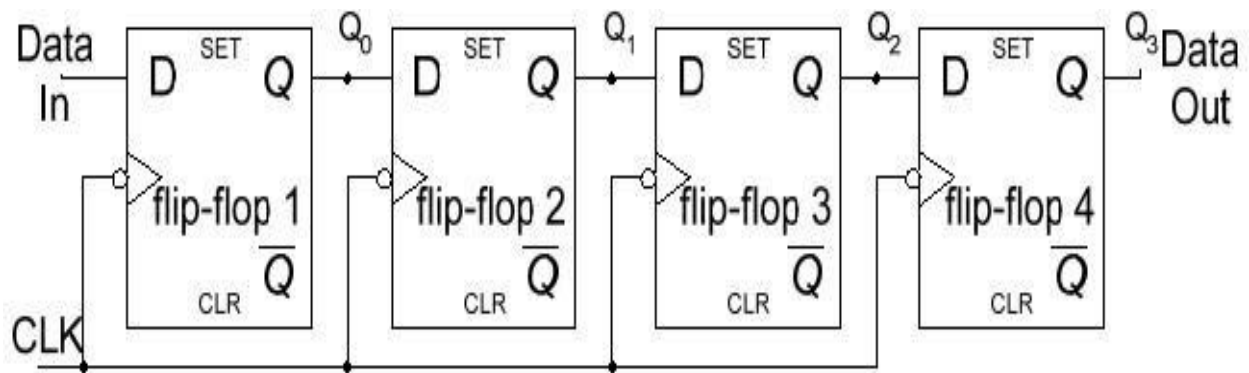 Data
In
D
SET
Q
flip-flop 1
Q̅
CLR
Q₀
D
SET
Q
flip-flop 2
Q̅
CLR
Q₁
D
SET
Q
flip-flop 3
Q̅
CLR
Q₂
D
SET
Q
flip-flop 4
Q̅
CLR
Q₃
Data
Out
CLK